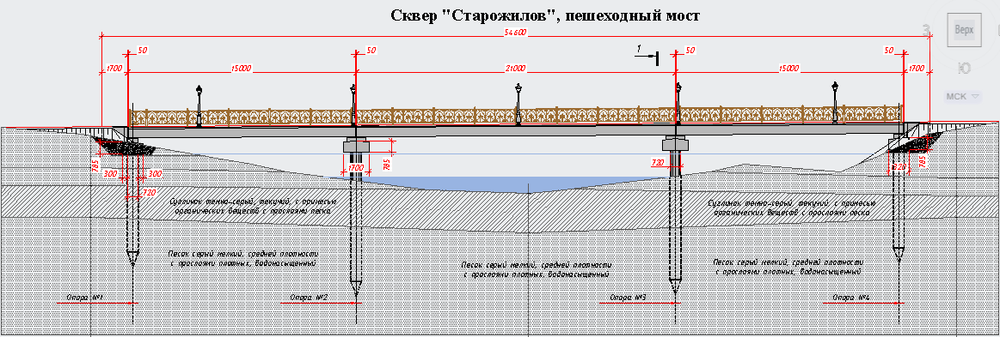 Сквер "Старожилов", пешеходный мост
З
Верх
Ю
МСК
54 600
50
50
1
50
50
1700
15000
21000
15000
1700
785
300
300
720
1700
785
720
785
Суглинок темно-серый, текучий, с примесью
органических веществ с прослоями песка
Суглинок темно-серый, текучий, с примесью
органических веществ с прослоями песка
Песок серый мелкий, средней плотности
с прослоями плотных, водонасыщенный
Песок серый мелкий, средней плотности
с прослоями плотных, водонасыщенный
Песок серый мелкий, средней плотности
с прослоями плотных, водонасыщенный
Опора №1
Опора №2
Опора №3
Опора №4